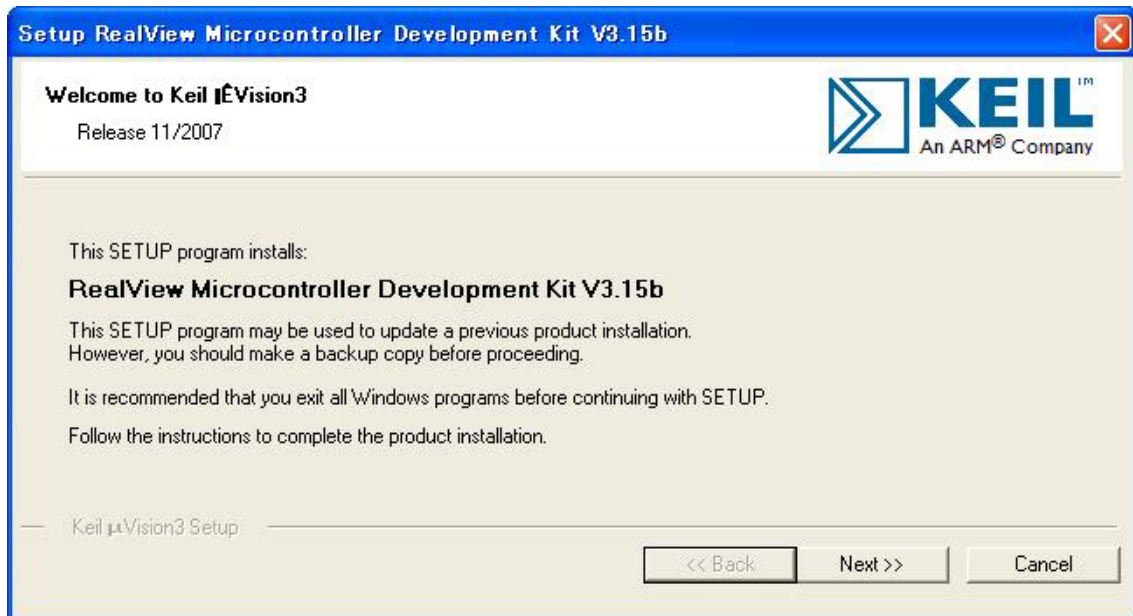 Setup RealView Microcontroller Development Kit V3.15b
Welcome to Keil ļÊVision3
Release 11/2007
KEIL™
An ARM® Company
This SETUP program installs:
RealView Microcontroller Development Kit V3.15b
This SETUP program may be used to update a previous product installation.
However, you should make a backup copy before proceeding.
It is recommended that you exit all Windows programs before continuing with SETUP.
Follow the instructions to complete the product installation.
Keil µVision3 Setup
<< Back
Next >>
Cancel